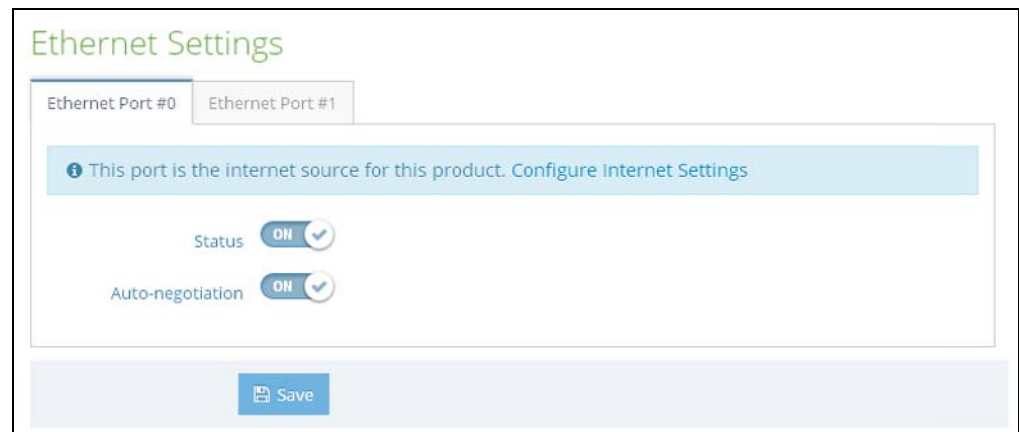 Ethernet Settings
Ethernet Port #0 Ethernet Port #1
This port is the internet source for this product. Configure Internet Settings
Status ON
Auto-negotiation ON
Save